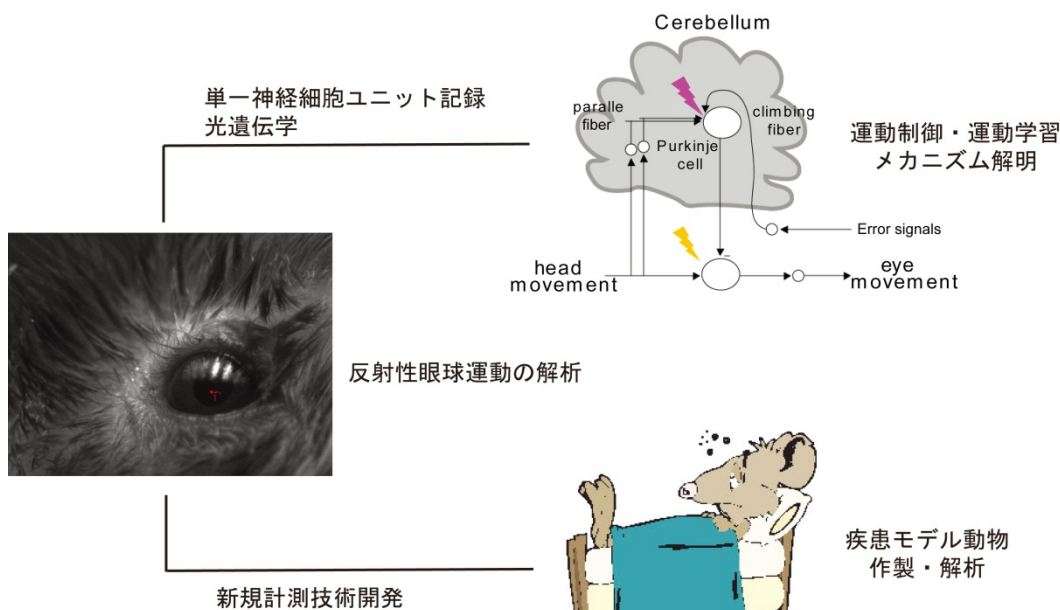 Cerebellum
単一神経細胞ユニット記録
光遺伝学
paralle
fiber
climbing
fiber
Purkinje
cell
運動制御・運動学習
メカニズム解明
Error signals
head
movement
eye
movement
反射性眼球運動の解析
疾患モデル動物
作製・解析
新規計測技術開発